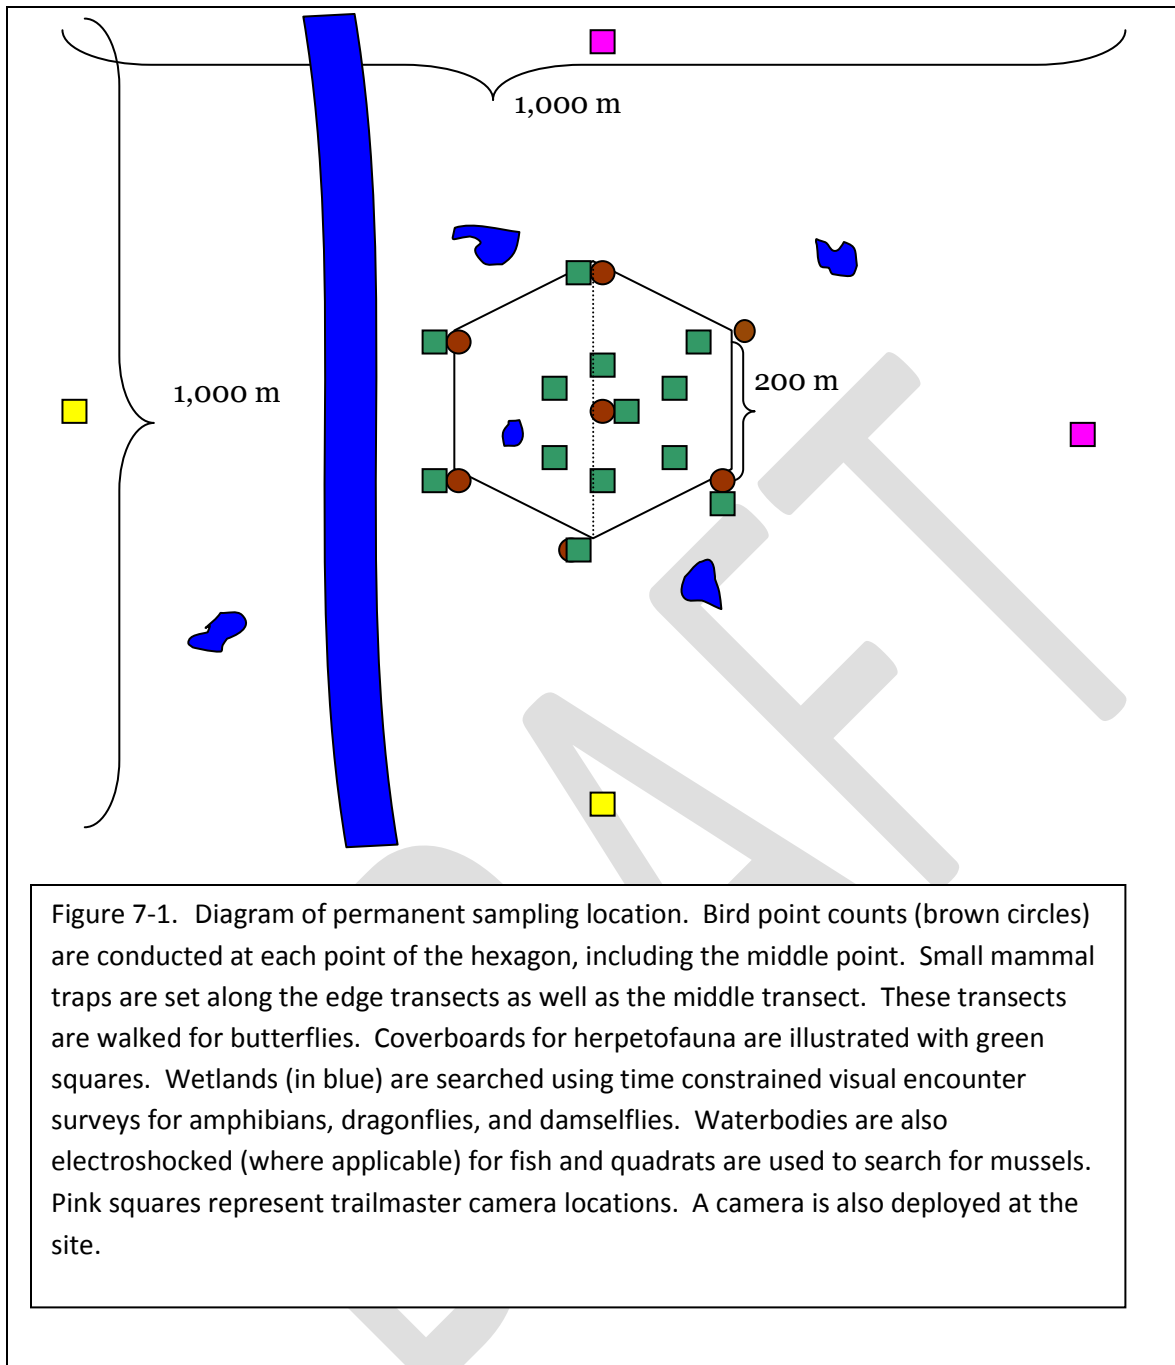 1,000 m
1,000 m
200 m
DRAFT
Figure 7-1. Diagram of permanent sampling location. Bird point counts (brown circles)
are conducted at each point of the hexagon, including the middle point. Small mammal
traps are set along the edge transects as well as the middle transect. These transects
are walked for butterflies. Coverboards for herpetofauna are illustrated with green
squares. Wetlands (in blue) are searched using time constrained visual encounter
surveys for amphibians, dragonflies, and damselflies. Waterbodies are also
electroshocked (where applicable) for fish and quadrats are used to search for mussels.
Pink squares represent trailmaster camera locations. A camera is also deployed at the
site.